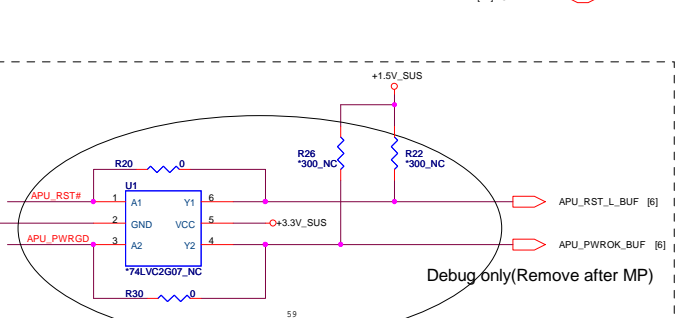 +1.5V_SUS
R26
*300_NC
R22
*300_NC
R20 0
U1
APU_RST# 1 A1 Y1 6 APU_RST_L_BUF [6]
2 GND VCC 5 +3.3V_SUS
APU_PWRGD 3 A2 Y2 4 APU_PWROK_BUF [6]
*74LVC2G07_NC
Debug only(Remove after MP)
R30 0
59